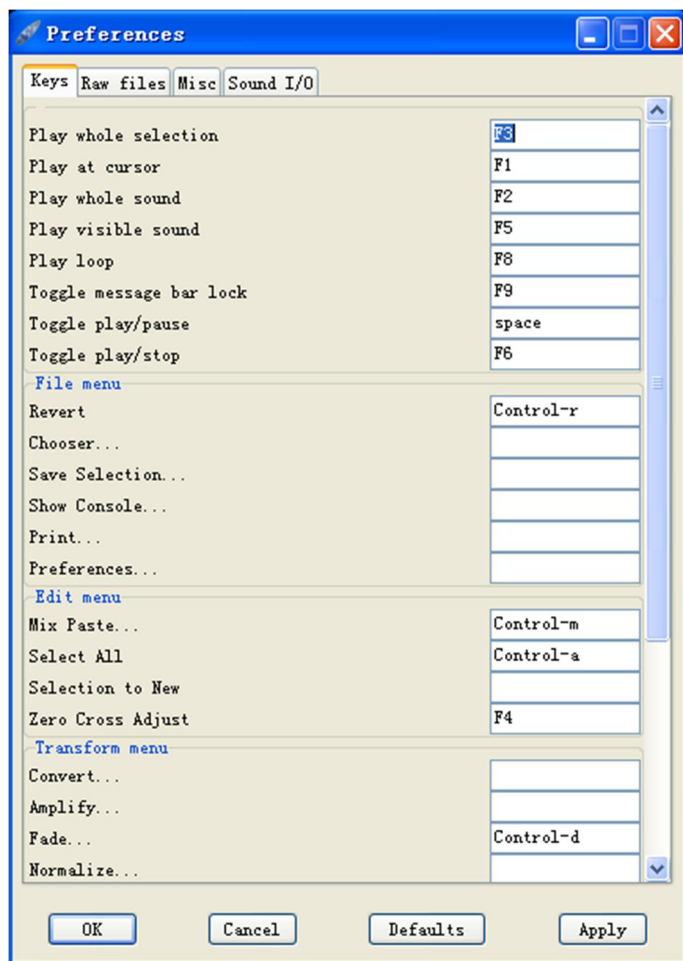 Preferences
Keys Raw files Misc Sound I/O
Play whole selection F3
Play at cursor F1
Play whole sound F2
Play visible sound F5
Play loop F8
Toggle message bar lock F9
Toggle play/pause space
Toggle play/stop F6
File menu
Revert Control-r
Chooser...
Save Selection...
Show Console...
Print...
Preferences...
Edit menu
Mix Paste... Control-m
Select All Control-a
Selection to New
Zero Cross Adjust F4
Transform menu
Convert...
Amplify...
Fade... Control-d
Normalize...
OK Cancel Defaults Apply